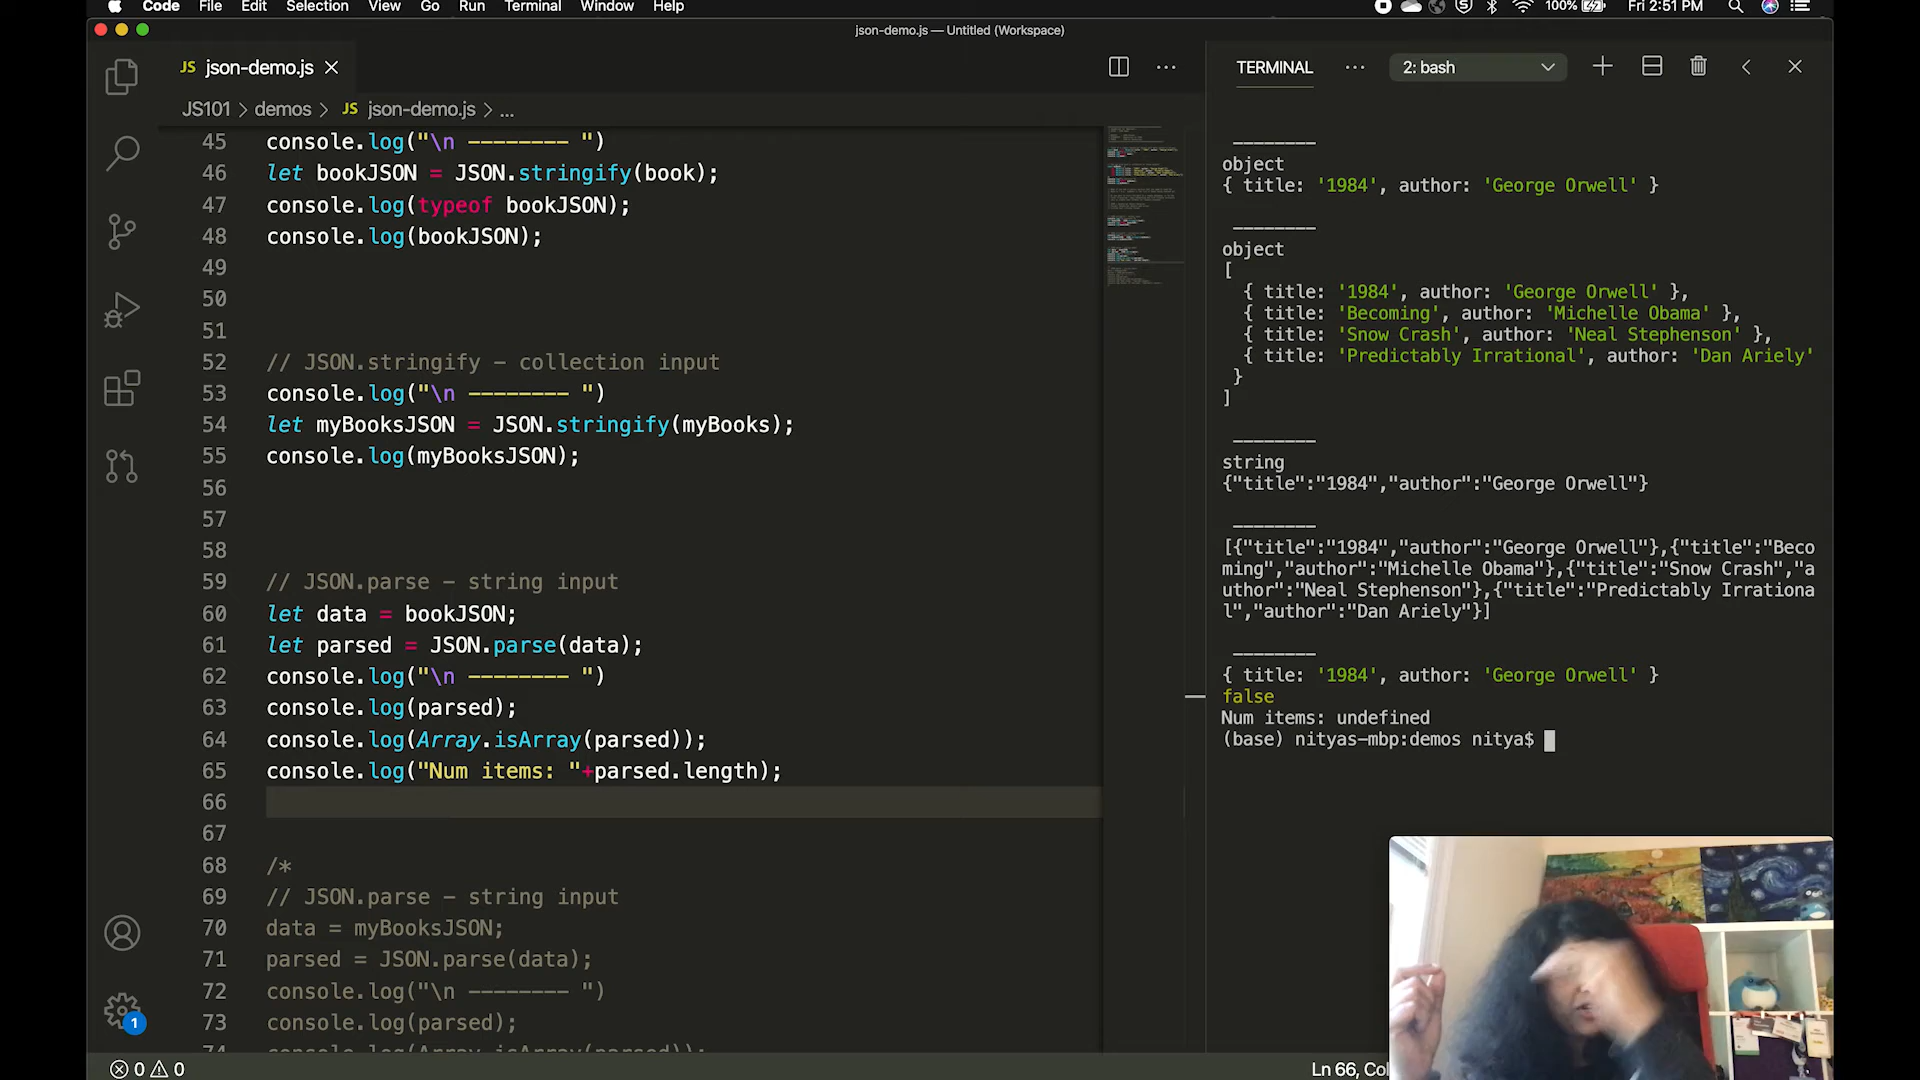 Code File Edit Selection View Go Run Terminal Window Help 100% Fri 2:51 PM
json-demo.js — Untitled (Workspace)
JS json-demo.js
JS101 > demos > JS json-demo.js > ...
45 console.log("\n -------- ")
46 let bookJSON = JSON.stringify(book);
47 console.log(typeof bookJSON);
48 console.log(bookJSON);
49
50
51
52 // JSON.stringify - collection input
53 console.log("\n -------- ")
54 let myBooksJSON = JSON.stringify(myBooks);
55 console.log(myBooksJSON);
56
57
58
59 // JSON.parse - string input
60 let data = bookJSON;
61 let parsed = JSON.parse(data);
62 console.log("\n -------- ")
63 console.log(parsed);
64 console.log(Array.isArray(parsed));
65 console.log("Num items: "+parsed.length);
66
67
68 /*
69 // JSON.parse - string input
70 data = myBooksJSON;
71 parsed = JSON.parse(data);
72 console.log("\n -------- ")
73 console.log(parsed);
74 console.log(Array.isArray(parsed));
TERMINAL ... 2: bash
--------
object
{ title: '1984', author: 'George Orwell' }
--------
object
[
{ title: '1984', author: 'George Orwell' },
{ title: 'Becoming', author: 'Michelle Obama' },
{ title: 'Snow Crash', author: 'Neal Stephenson' },
{ title: 'Predictably Irrational', author: 'Dan Ariely'
}
]
--------
string
{"title":"1984","author":"George Orwell"}
--------
[{"title":"1984","author":"George Orwell"},{"title":"Beco
ming","author":"Michelle Obama"},{"title":"Snow Crash","a
uthor":"Neal Stephenson"},{"title":"Predictably Irrationa
l","author":"Dan Ariely"}]
--------
{ title: '1984', author: 'George Orwell' }
false
Num items: undefined
(base) nityas-mbp:demos nitya$
1
0 0
Ln 66, Col